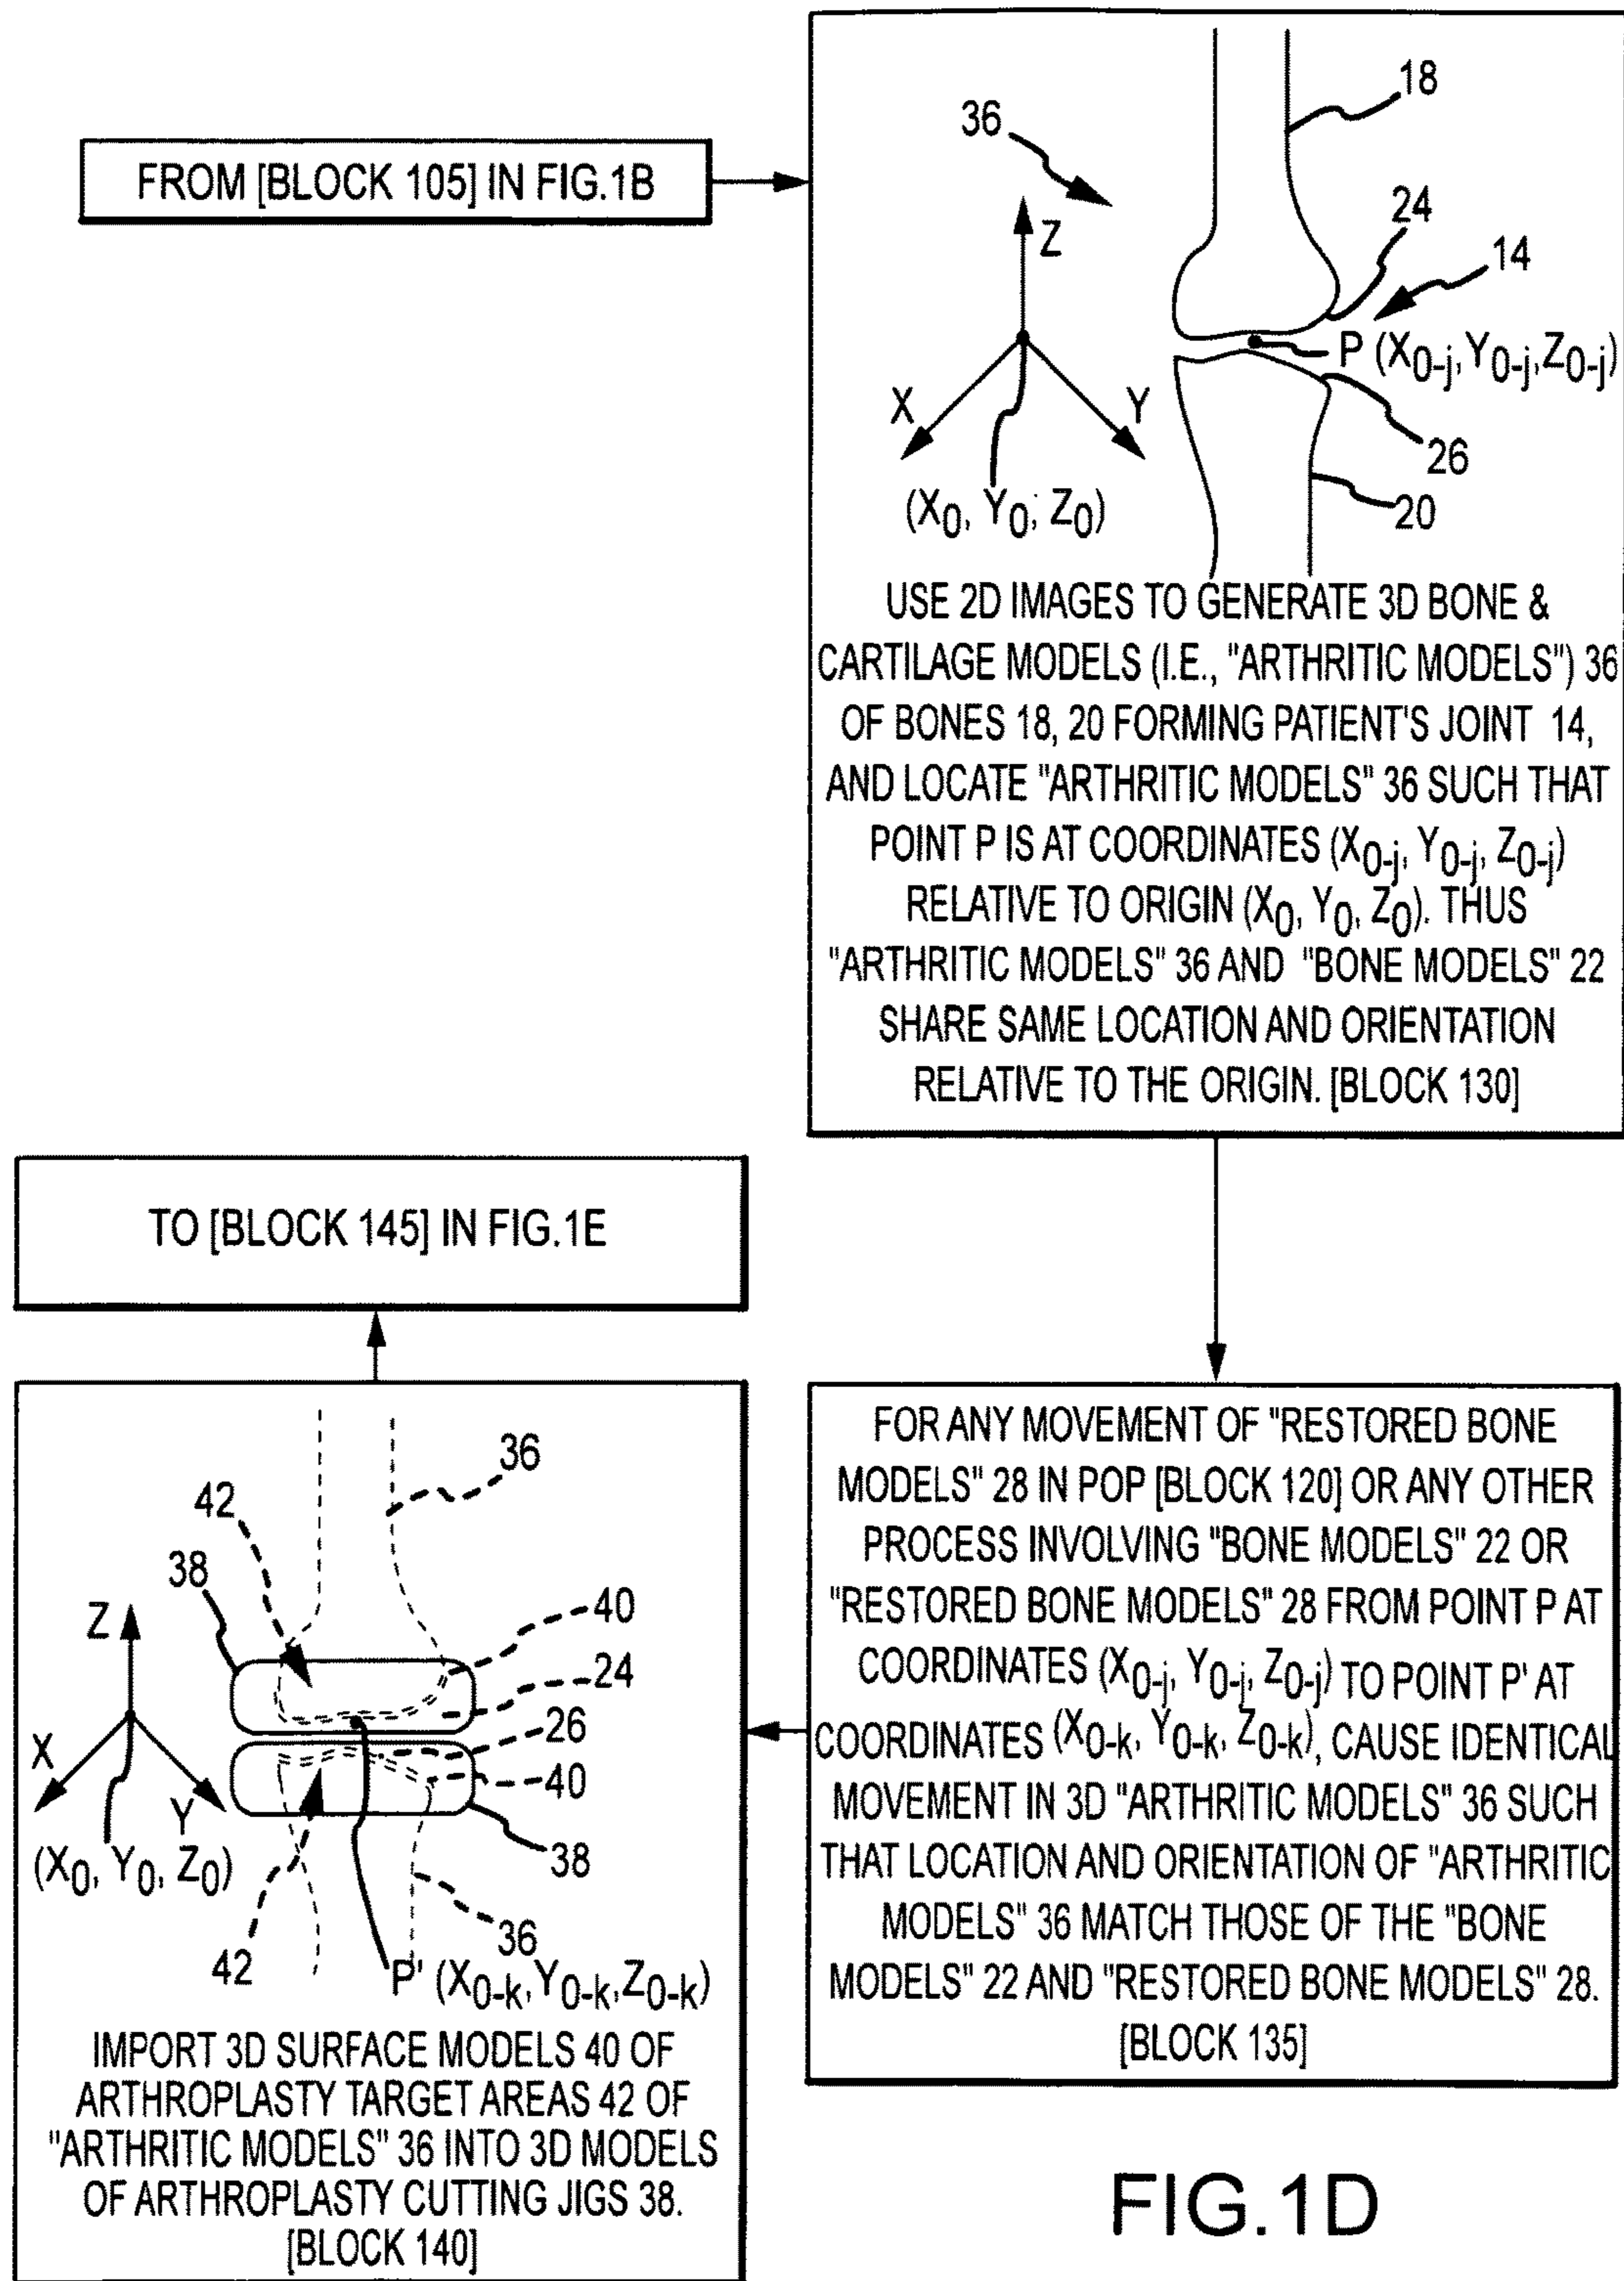 FROM [BLOCK 105] IN FIG.1B
36
18
24
14
Z
P (X0-j, Y0-j, Z0-j)
X
Y
26
20
(X0, Y0, Z0)
USE 2D IMAGES TO GENERATE 3D BONE &
CARTILAGE MODELS (I.E., "ARTHRITIC MODELS") 36
OF BONES 18, 20 FORMING PATIENT'S JOINT 14,
AND LOCATE "ARTHRITIC MODELS" 36 SUCH THAT
POINT P IS AT COORDINATES (X0-j, Y0-j, Z0-j)
RELATIVE TO ORIGIN (X0, Y0, Z0). THUS
"ARTHRITIC MODELS" 36 AND "BONE MODELS" 22
SHARE SAME LOCATION AND ORIENTATION
RELATIVE TO THE ORIGIN. [BLOCK 130]
FOR ANY MOVEMENT OF "RESTORED BONE
MODELS" 28 IN POP [BLOCK 120] OR ANY OTHER
PROCESS INVOLVING "BONE MODELS" 22 OR
"RESTORED BONE MODELS" 28 FROM POINT P AT
COORDINATES (X0-j, Y0-j, Z0-j) TO POINT P' AT
COORDINATES (X0-k, Y0-k, Z0-k), CAUSE IDENTICAL
MOVEMENT IN 3D "ARTHRITIC MODELS" 36 SUCH
THAT LOCATION AND ORIENTATION OF "ARTHRITIC
MODELS" 36 MATCH THOSE OF THE "BONE
MODELS" 22 AND "RESTORED BONE MODELS" 28.
[BLOCK 135]
36
42
38
40
Z
24
26
X
40
Y
38
(X0, Y0, Z0)
36
42
P' (X0-k, Y0-k, Z0-k)
IMPORT 3D SURFACE MODELS 40 OF
ARTHROPLASTY TARGET AREAS 42 OF
"ARTHRITIC MODELS" 36 INTO 3D MODELS
OF ARTHROPLASTY CUTTING JIGS 38.
[BLOCK 140]
TO [BLOCK 145] IN FIG.1E
FIG.1D